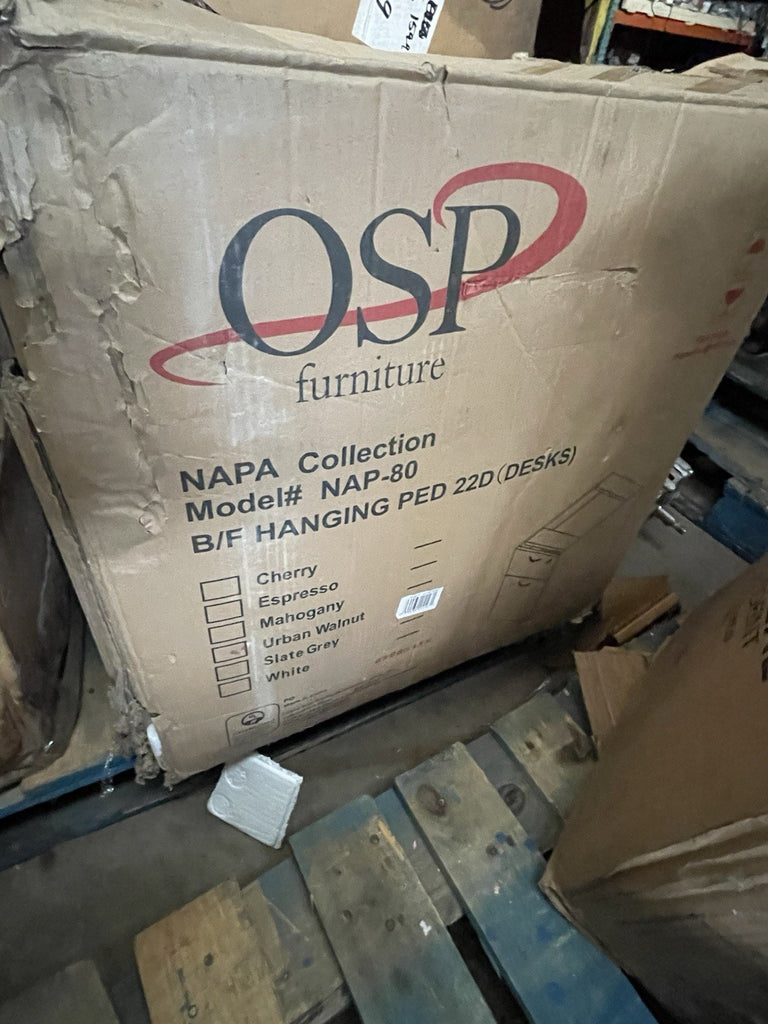 1599
OSP
furniture
NAPA Collection
Model# NAP-80
B/F HANGING PED 22D (DESKS)
Cherry
Espresso
Mahogany
Urban Walnut
Slate Grey
White